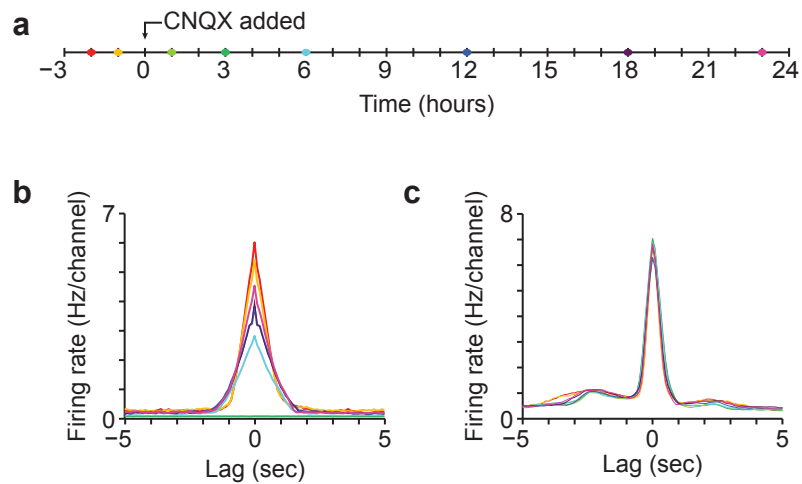 a
CNQX added
−3 0 3 6 9 12 15 18 21 24
Time (hours)
b
Firing rate (Hz/channel)
7
0
−5 0 5
Lag (sec)
c
Firing rate (Hz/channel)
8
0
−5 0 5
Lag (sec)